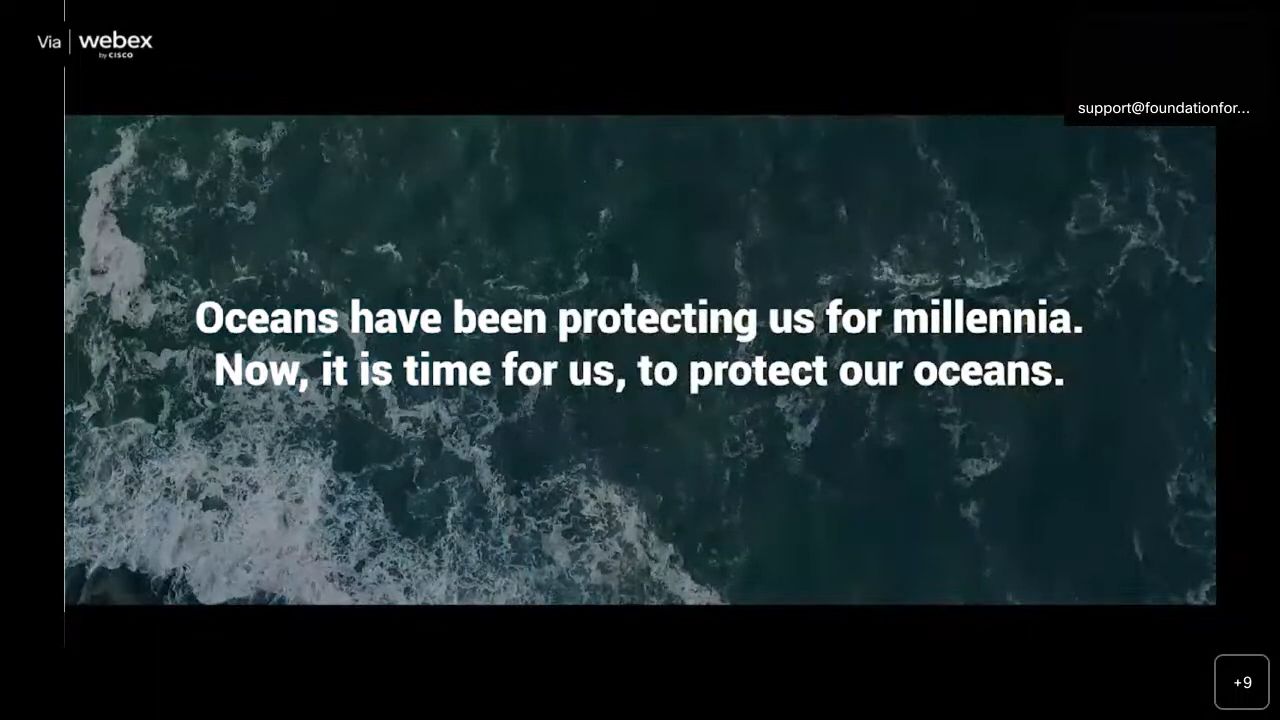 Via webex
by CISCO
support@foundationfor...
Oceans have been protecting us for millennia.
Now, it is time for us, to protect our oceans.
+9